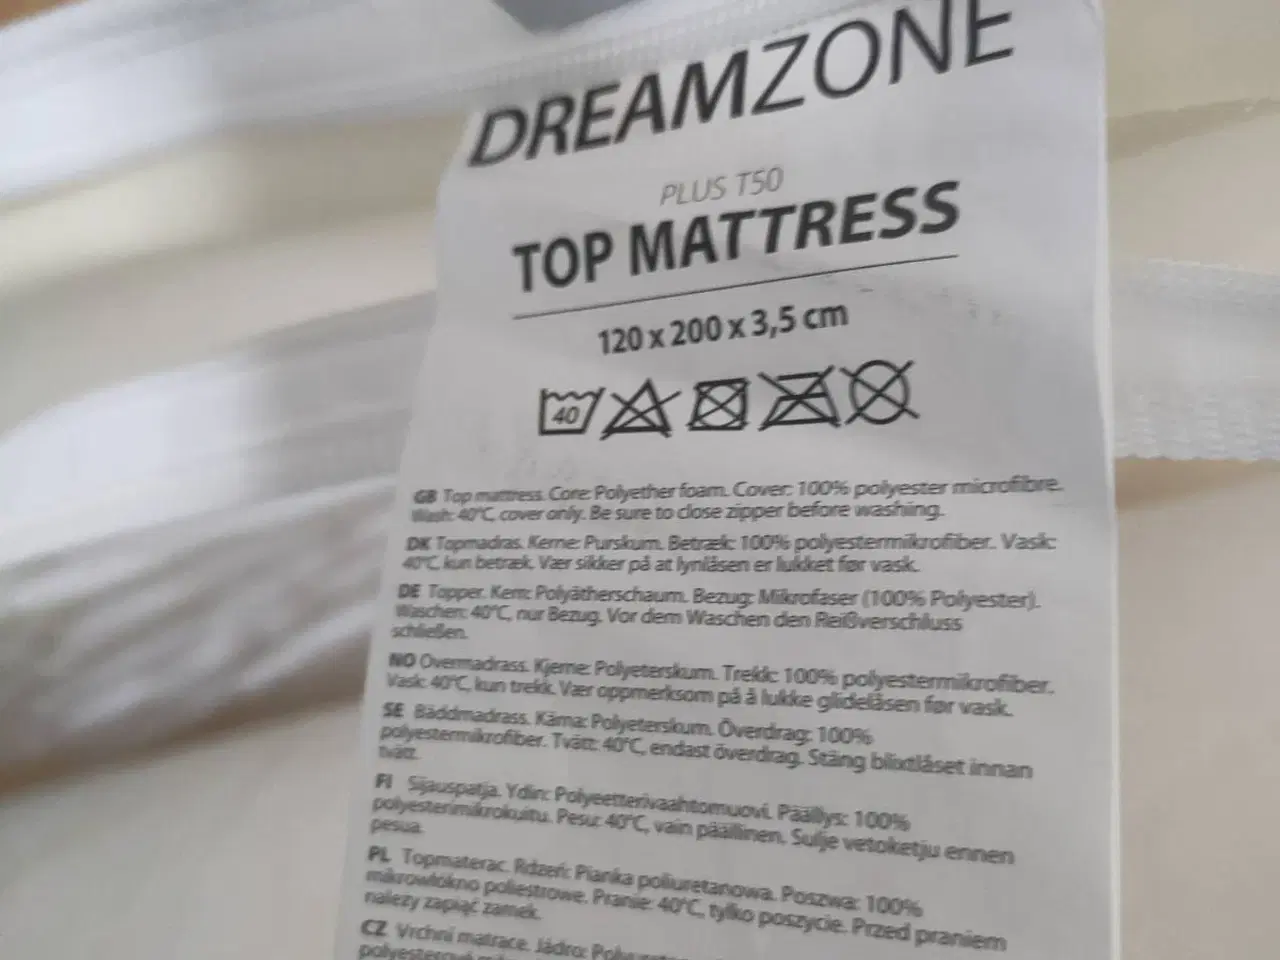 DREAMZONE
PLUS T50
TOP MATTRESS
120 x 200 x 3,5 cm
40
GB Top mattress. Core: Polyether foam. Cover: 100% polyester microfibre.
Wash: 40°C, cover only. Be sure to close zipper before washing.
DK Topmadras. Kerne: Purskum. Betræk: 100% polyestermikrofiber. Vask:
40°C, kun betræk. Vær sikker på at lynlåsen er lukket før vask.
DE Topper. Kern: Polyätherschaum. Bezug: Mikrofaser (100% Polyester).
Waschen: 40°C, nur Bezug. Vor dem Waschen den Reißverschluss
schließen.
NO Overmadrass. Kjerne: Polyeterskum. Trekk: 100% polyestermikrofiber.
Vask: 40°C, kun trekk. Vær oppmerksom på å lukke glidelåsen før vask.
SE Bäddmadrass. Kärna: Polyeterskum. Överdrag: 100%
polyestermikrofiber. Tvätt: 40°C, endast överdrag. Stäng blixtlåset innan
tvätt.
FI Sijauspatja. Ydin: Polyeetterivaahtomuovi. Päällys: 100%
polyesterimikrokuitu. Pesu: 40°C, vain päällinen. Sulje vetoketju ennen
pesua.
PL Topmaterac. Rdzeń: Pianka poliuretanowa. Poszwa: 100%
mikrowłókno poliestrowe. Pranie: 40°C, tylko poszycie. Przed praniem
należy zapiąć zamek.
CZ Vrchní matrace. Jádro: